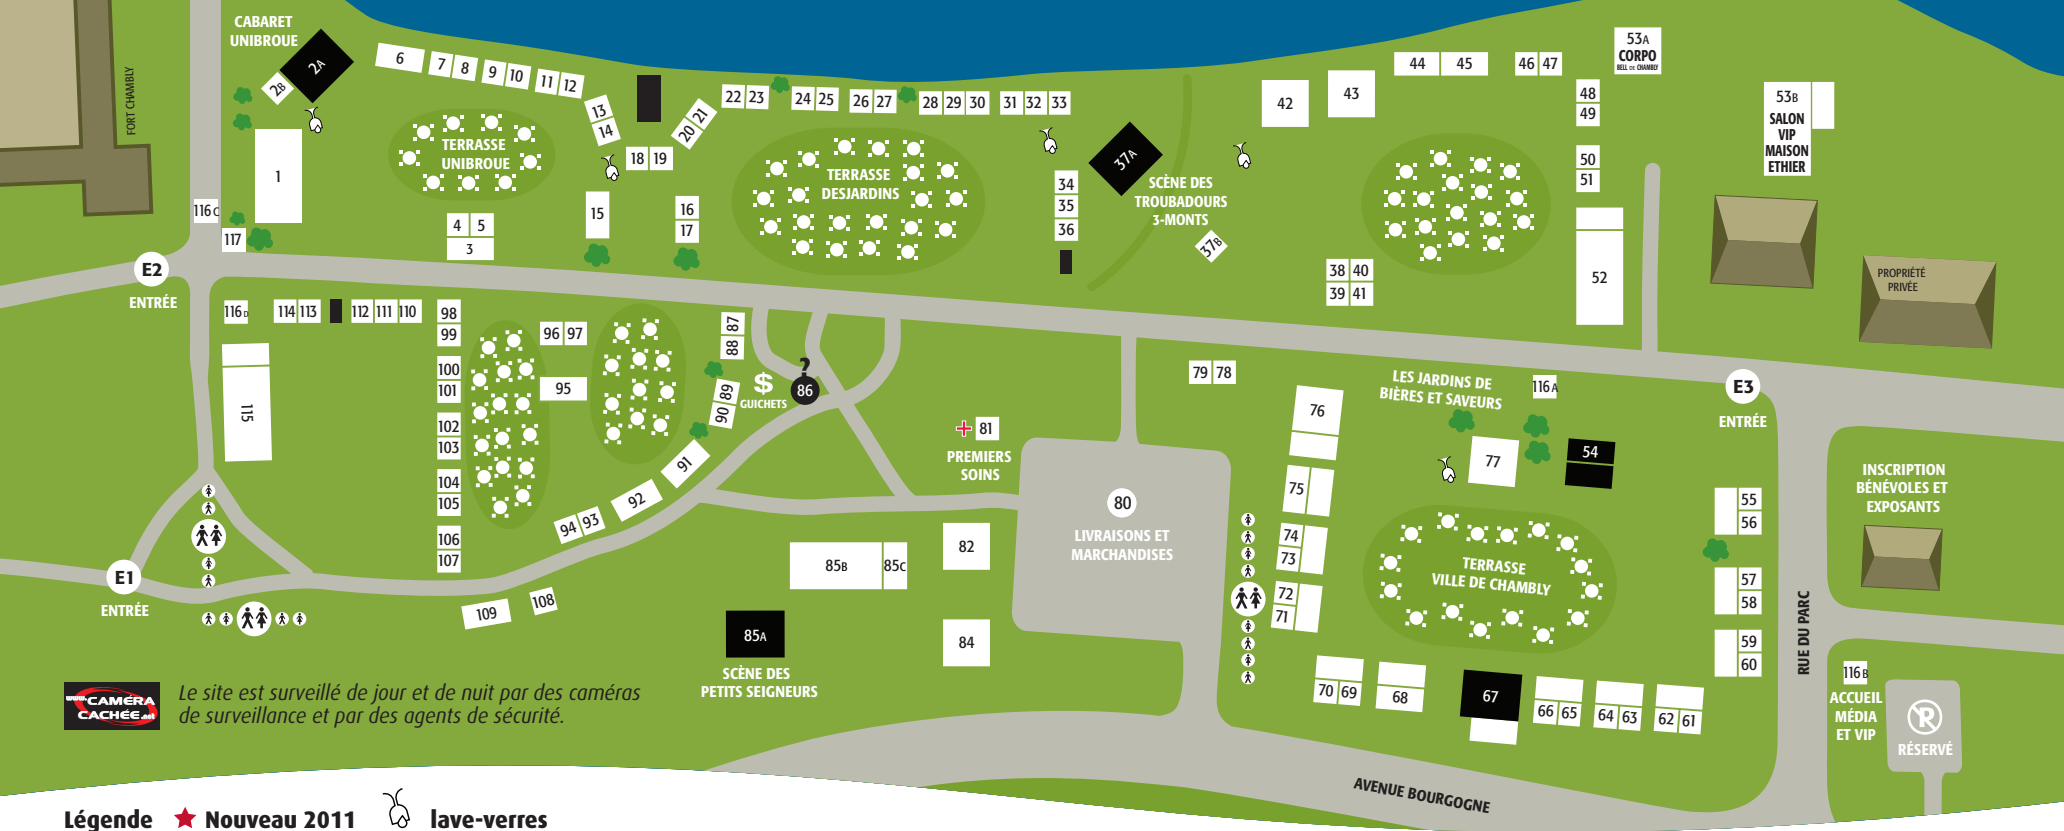 CABARET
UNIBROUE
2A
2B
FORT CHAMBLY
6
7 8
9 10
11 12
13
14
1
116C
117
TERRASSE
UNIBROUE
4 5
3
15
18 19
20 21
16
17
22 23
24 25
26 27
28 29 30
31 32 33
TERRASSE
DESJARDINS
34
35
36
37A
SCÈNE DES
TROUBADOURS
3-MONTS
37B
42
43
44 45
46 47
48
49
50
51
53A
CORPO
BELL DE CHAMBLY
53B
SALON
VIP
MAISON
ETHIER
38 40
39 41
52
PROPRIÉTÉ
PRIVÉE
E2
ENTRÉE
116D
114 113
112 111 110
98
99
100
101
102
103
104
105
106
107
96 97
95
87
88
89
90
$
GUICHETS
?
86
91
92
94 93
115
79 78
81
PREMIERS
SOINS
80
LIVRAISONS ET
MARCHANDISES
76
75
74
73
72
71
LES JARDINS DE
BIÈRES ET SAVEURS
116A
77
54
E3
ENTRÉE
INSCRIPTION
BÉNÉVOLES ET
EXPOSANTS
55
56
57
58
59
60
TERRASSE
VILLE DE CHAMBLY
E1
ENTRÉE
109
108
85B 85C
82
84
85A
SCÈNE DES
PETITS SEIGNEURS
70 69
68
67
66 65
64 63
62 61
RUE DU PARC
116B
ACCUEIL
MÉDIA
ET VIP
P
RÉSERVÉ
AVENUE BOURGOGNE
www.CAMÉRA
CACHÉE.net
Le site est surveillé de jour et de nuit par des caméras
de surveillance et par des agents de sécurité.
Légende Nouveau 2011 lave-verres